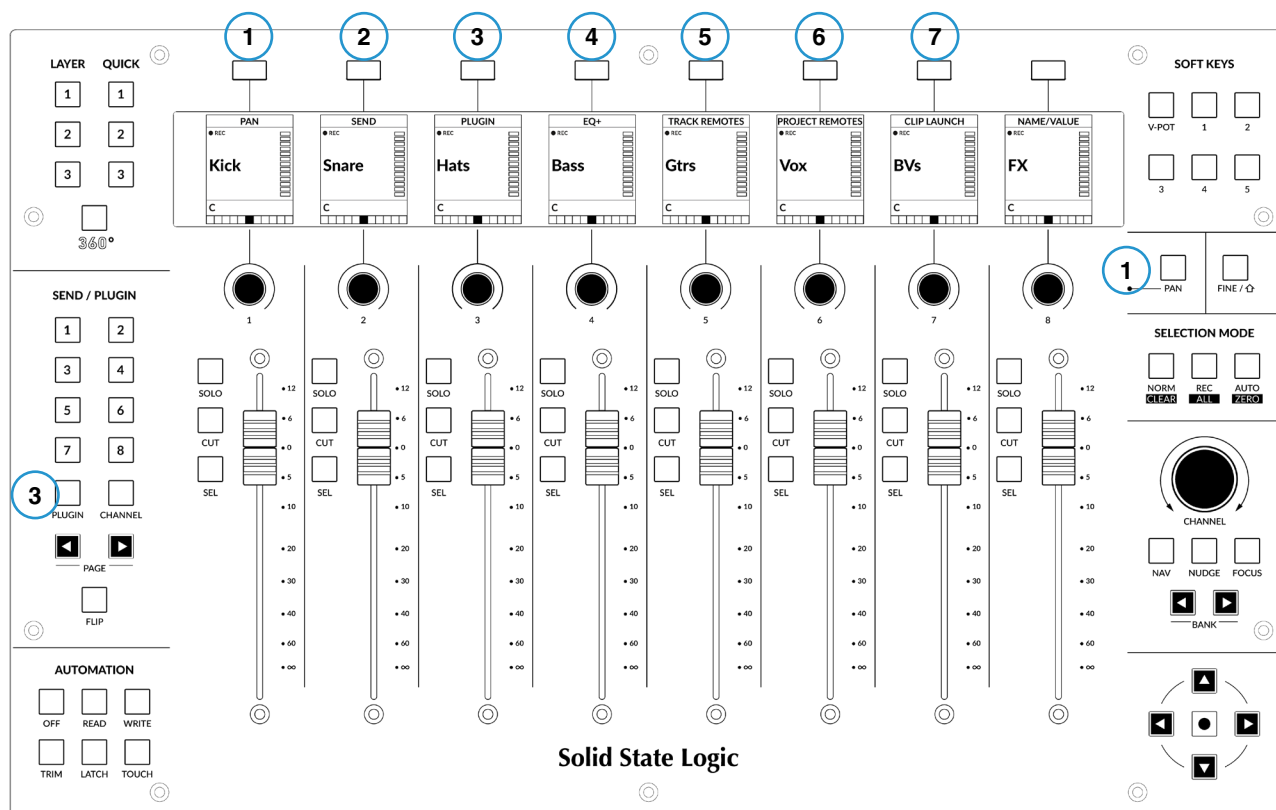 1 2 3 4 5 6 7
LAYER QUICK
1 1
2 2
3 3
360°
PAN SEND PLUGIN EQ+ TRACK REMOTES PROJECT REMOTES CLIP LAUNCH NAME/VALUE
REC REC REC REC REC REC REC REC
Kick Snare Hats Bass Gtrs Vox BVs FX
C C C C C C C C
1 2 3 4 5 6 7 8
SOFT KEYS
V-POT 1 2
3 4 5
1
PAN FINE /
SEND / PLUGIN
1 2
3 4
5 6
7 8
3
PLUGIN CHANNEL
PAGE
FLIP
SOLO SOLO SOLO SOLO SOLO SOLO SOLO SOLO
CUT CUT CUT CUT CUT CUT CUT CUT
SEL SEL SEL SEL SEL SEL SEL SEL
12 12 12 12 12 12 12 12
6 6 6 6 6 6 6 6
0 0 0 0 0 0 0 0
5 5 5 5 5 5 5 5
10 10 10 10 10 10 10 10
20 20 20 20 20 20 20 20
30 30 30 30 30 30 30 30
40 40 40 40 40 40 40 40
60 60 60 60 60 60 60 60
∞ ∞ ∞ ∞ ∞ ∞ ∞ ∞
SELECTION MODE
NORM REC AUTO
CLEAR ALL ZERO
CHANNEL
NAV NUDGE FOCUS
BANK
AUTOMATION
OFF READ WRITE
TRIM LATCH TOUCH
Solid State Logic